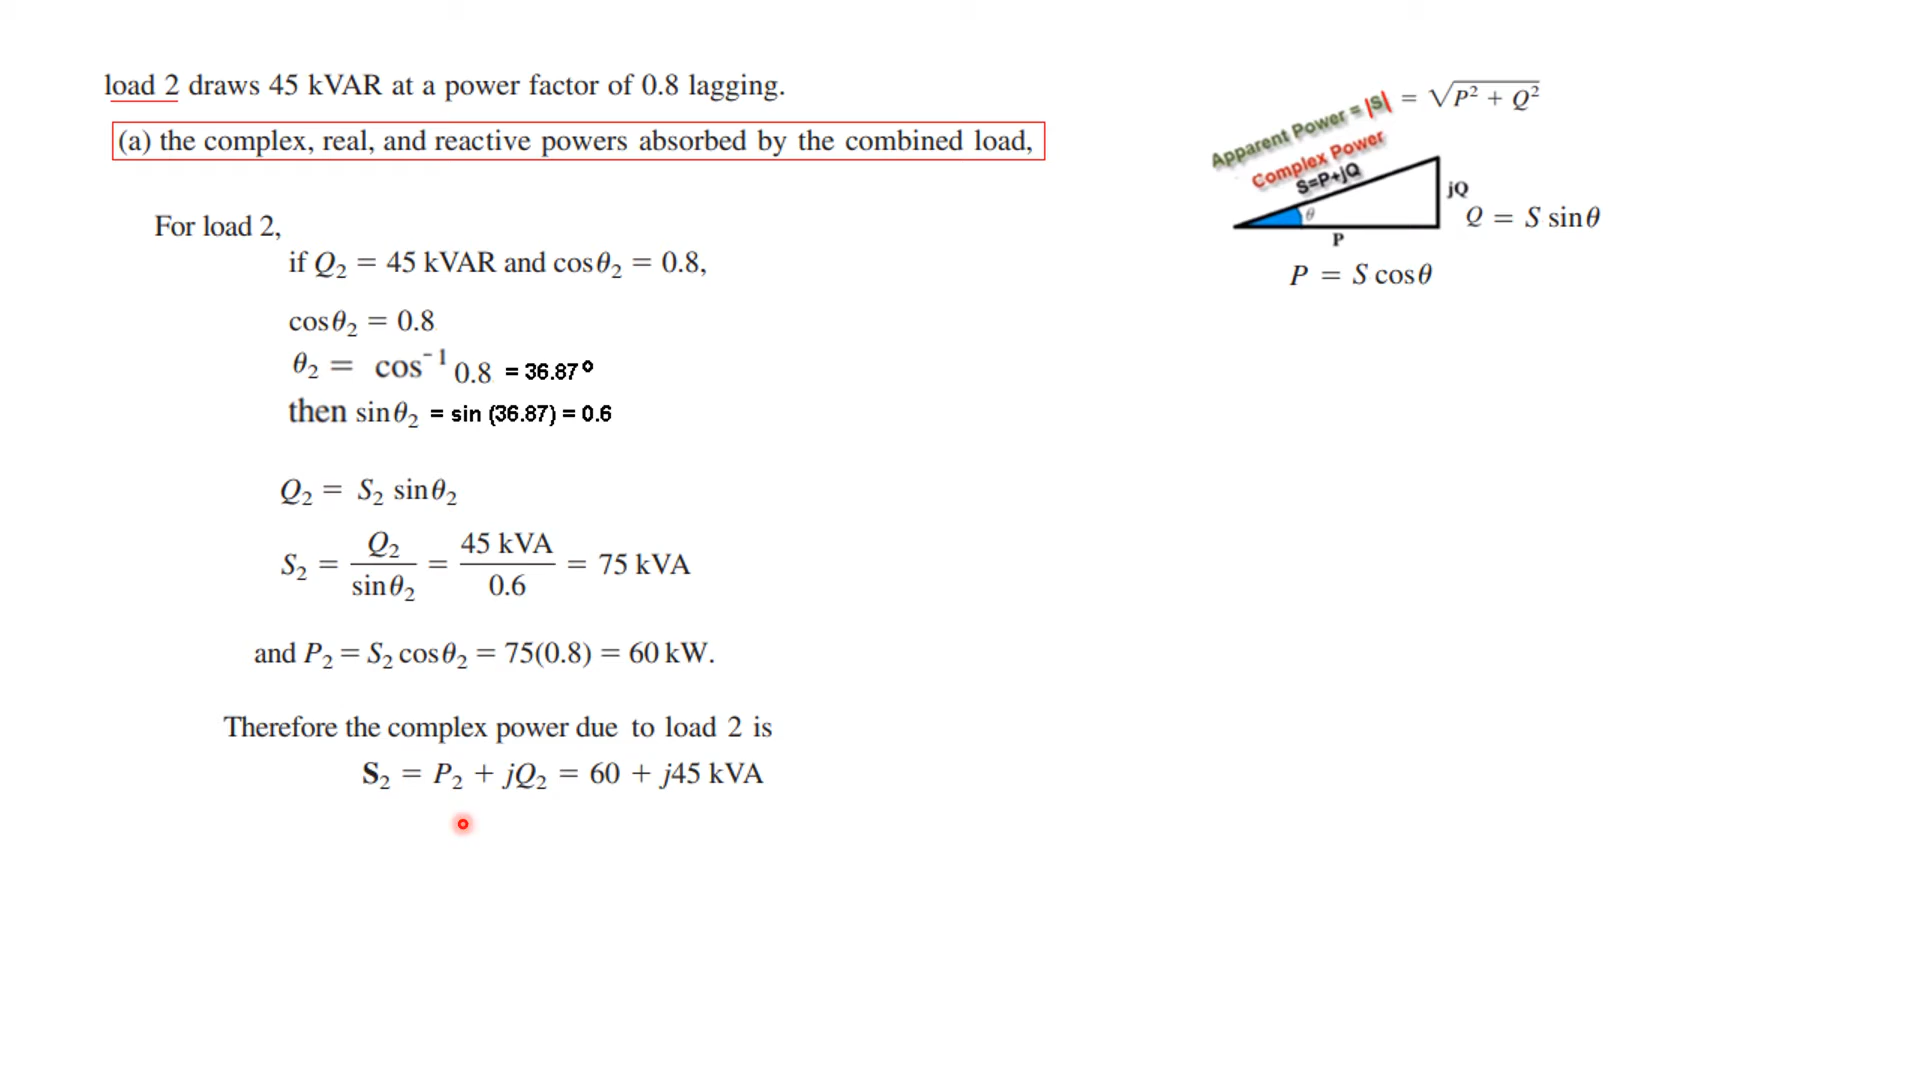 load 2 draws 45 kVAR at a power factor of 0.8 lagging.
(a) the complex, real, and reactive powers absorbed by the combined load,
For load 2,
if Q₂ = 45 kVAR and cosθ₂ = 0.8,
cosθ₂ = 0.8
θ₂ = cos⁻¹ 0.8 = 36.87°
then sinθ₂ = sin (36.87) = 0.6
Q₂ = S₂ sinθ₂
S₂ = Q₂ / sinθ₂ = 45 kVA / 0.6 = 75 kVA
and P₂ = S₂ cosθ₂ = 75(0.8) = 60 kW.
Therefore the complex power due to load 2 is
S₂ = P₂ + jQ₂ = 60 + j45 kVA
Apparent Power = |S| = √P² + Q²
Complex Power
S=P+jQ
θ
jQ
Q = S sinθ
P
P = S cosθ